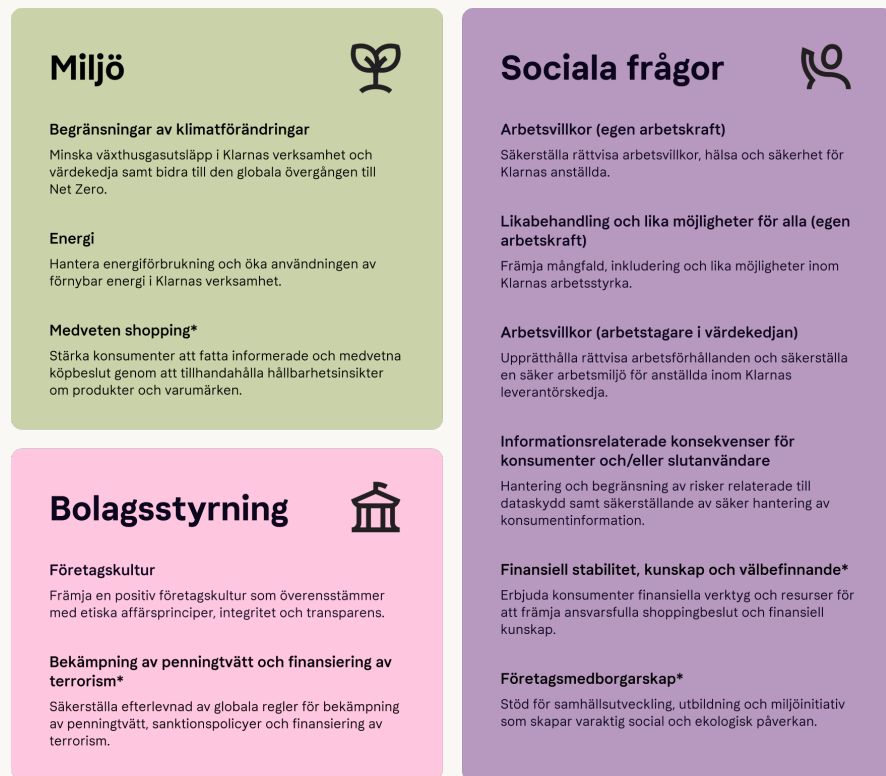 Miljö
Begränsningar av klimatförändringar
Minska växthusgasutsläpp i Klarnas verksamhet och
värdekedja samt bidra till den globala övergången till
Net Zero.
Energi
Hantera energiförbrukning och öka användningen av
förnybar energi i Klarnas verksamhet.
Medveten shopping*
Stärka konsumenter att fatta informerade och medvetna
köpbeslut genom att tillhandahålla hållbarhetsinsikter
om produkter och varumärken.
Bolagsstyrning
Företagskultur
Främja en positiv företagskultur som överensstämmer
med etiska affärsprinciper, integritet och transparens.
Bekämpning av penningtvätt och finansiering av
terrorism*
Säkerställa efterlevnad av globala regler för bekämpning
av penningtvätt, sanktionspolicyer och finansiering av
terrorism.
Sociala frågor
Arbetsvillkor (egen arbetskraft)
Säkerställa rättvisa arbetsvillkor, hälsa och säkerhet för
Klarnas anställda.
Likabehandling och lika möjligheter för alla (egen
arbetskraft)
Främja mångfald, inkludering och lika möjligheter inom
Klarnas arbetsstyrka.
Arbetsvillkor (arbetstagare i värdekedjan)
Upprätthålla rättvisa arbetsförhållanden och säkerställa
en säker arbetsmiljö för anställda inom Klarnas
leverantörskedja.
Informationsrelaterade konsekvenser för
konsumenter och/eller slutanvändare
Hantering och begränsning av risker relaterade till
dataskydd samt säkerställande av säker hantering av
konsumentinformation.
Finansiell stabilitet, kunskap och välbefinnande*
Erbjuda konsumenter finansiella verktyg och resurser för
att främja ansvarsfulla shoppingbeslut och finansiell
kunskap.
Företagsmedborgarskap*
Stöd för samhällsutveckling, utbildning och miljöinitiativ
som skapar varaktig social och ekologisk påverkan.